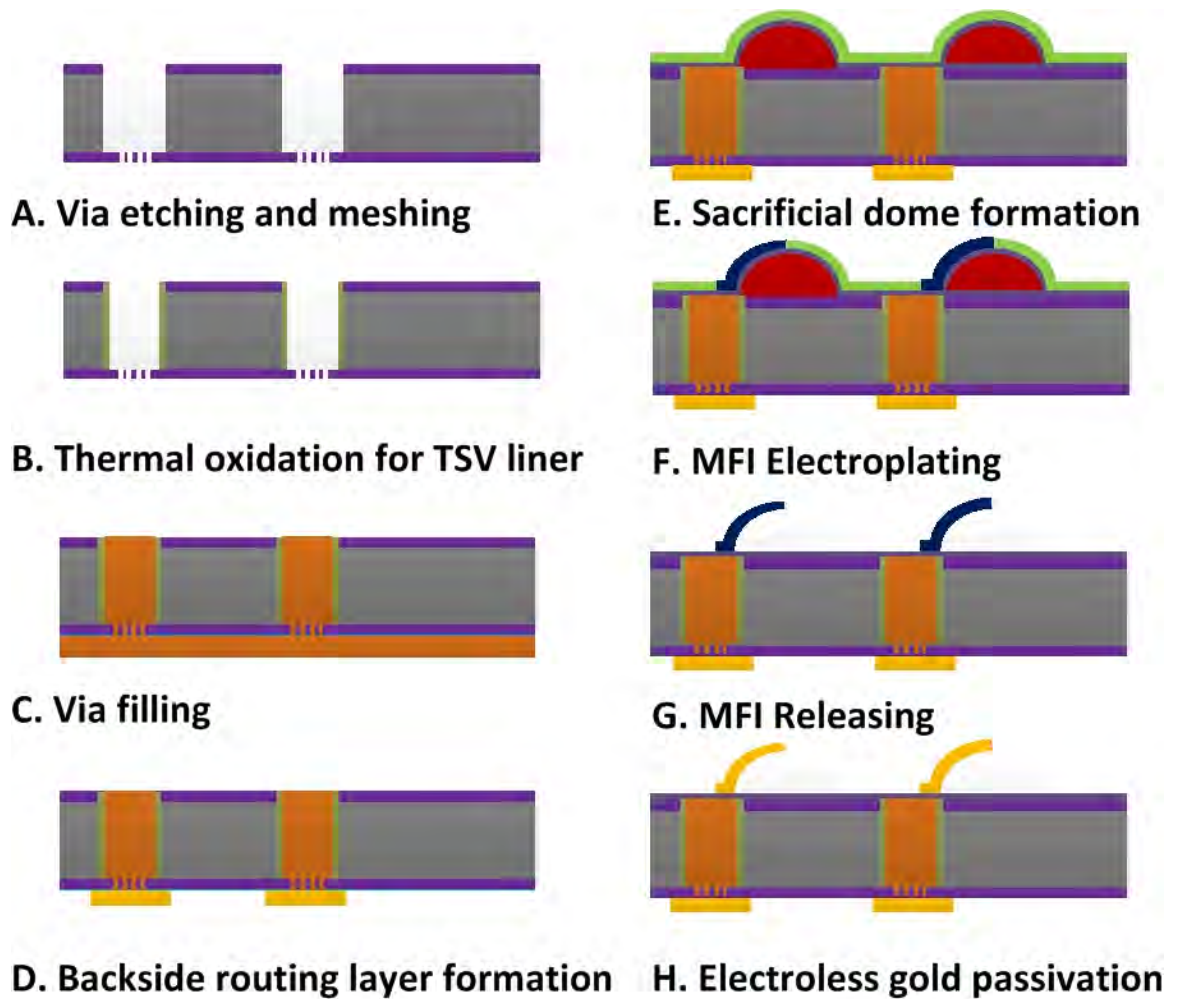 A. Via etching and meshing
B. Thermal oxidation for TSV liner
C. Via filling
D. Backside routing layer formation
E. Sacrificial dome formation
F. MFI Electroplating
G. MFI Releasing
H. Electroless gold passivation